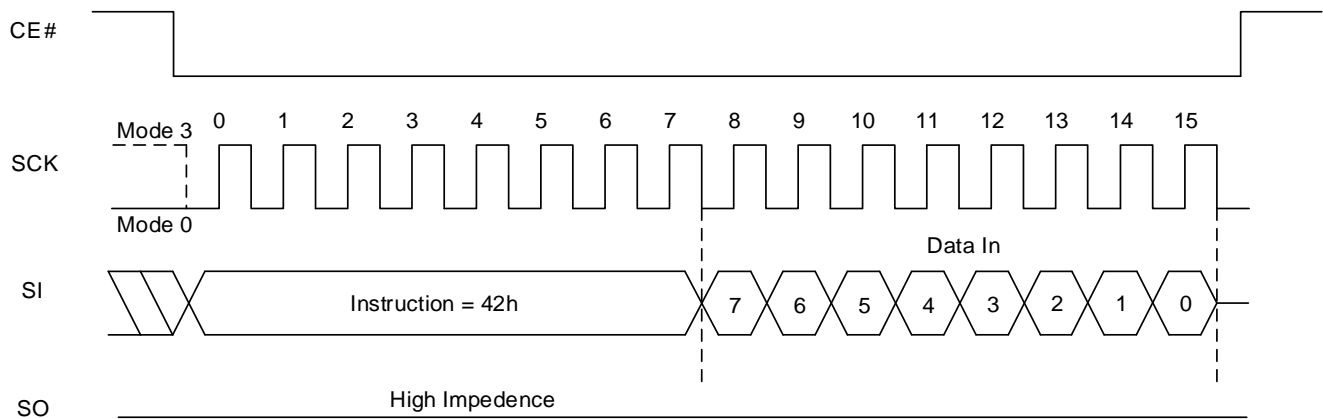 CE#
0 1 2 3 4 5 6 7 8 9 10 11 12 13 14 15
Mode 3
SCK
Mode 0
Data In
SI
Instruction = 42h
7 6 5 4 3 2 1 0
High Impedence
SO